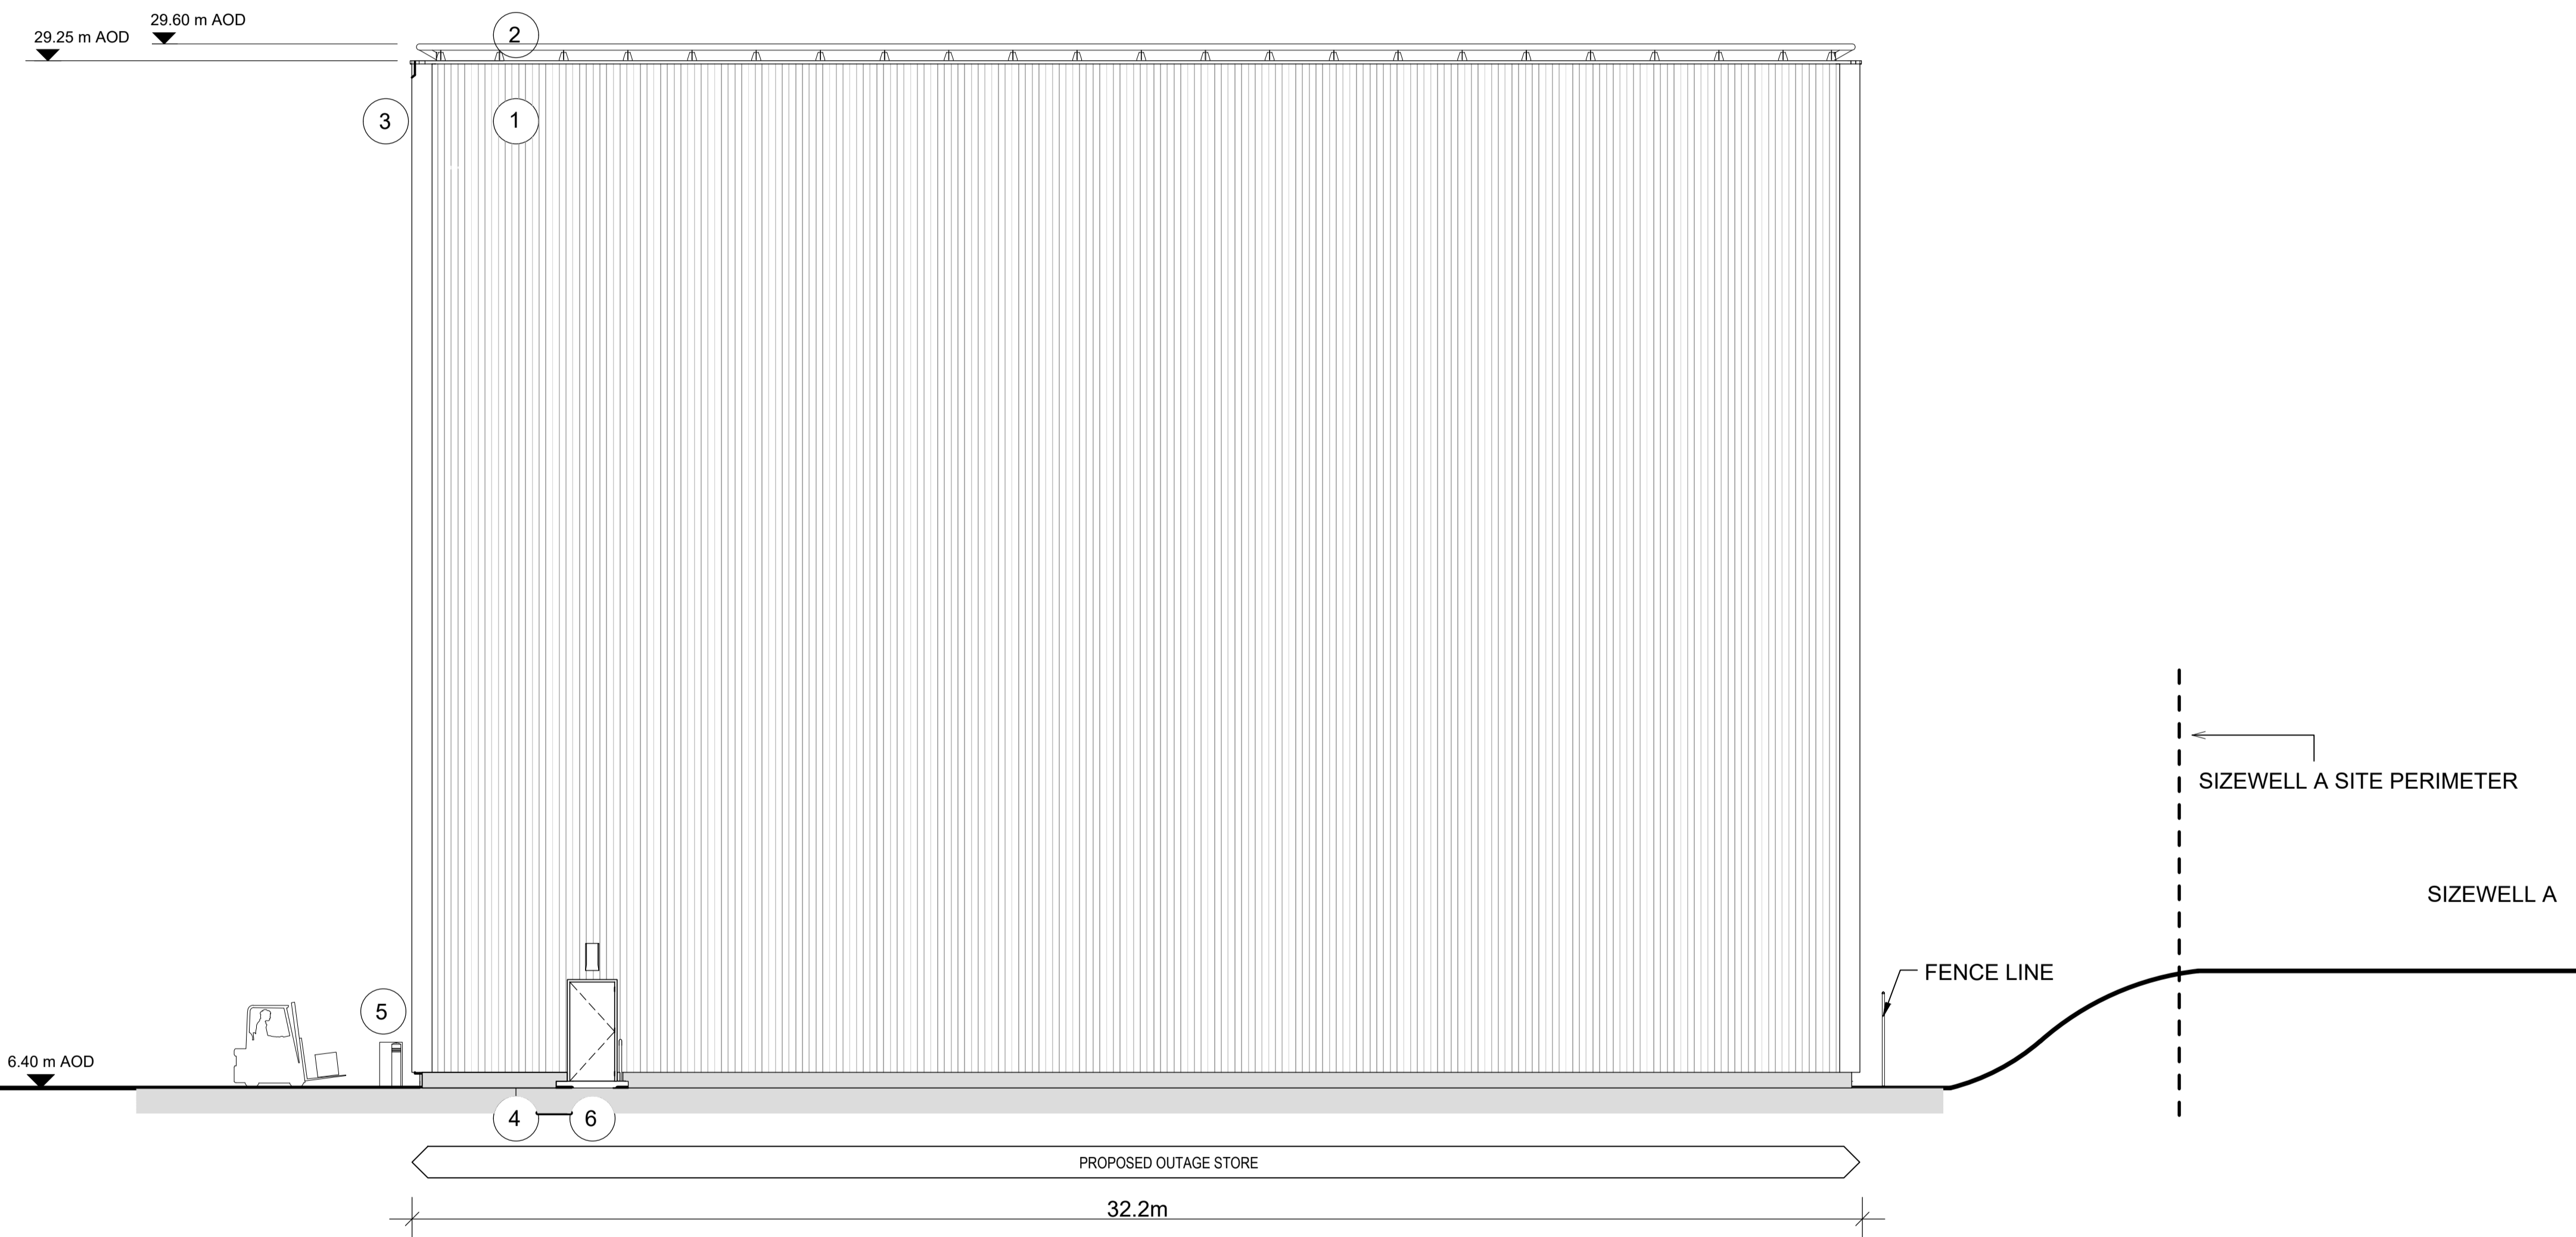 29.60 m AOD
29.25 m AOD
2
3
1
SIZEWELL A SITE PERIMETER
SIZEWELL A
FENCE LINE
5
6.40 m AOD
4
6
PROPOSED OUTAGE STORE
32.2m